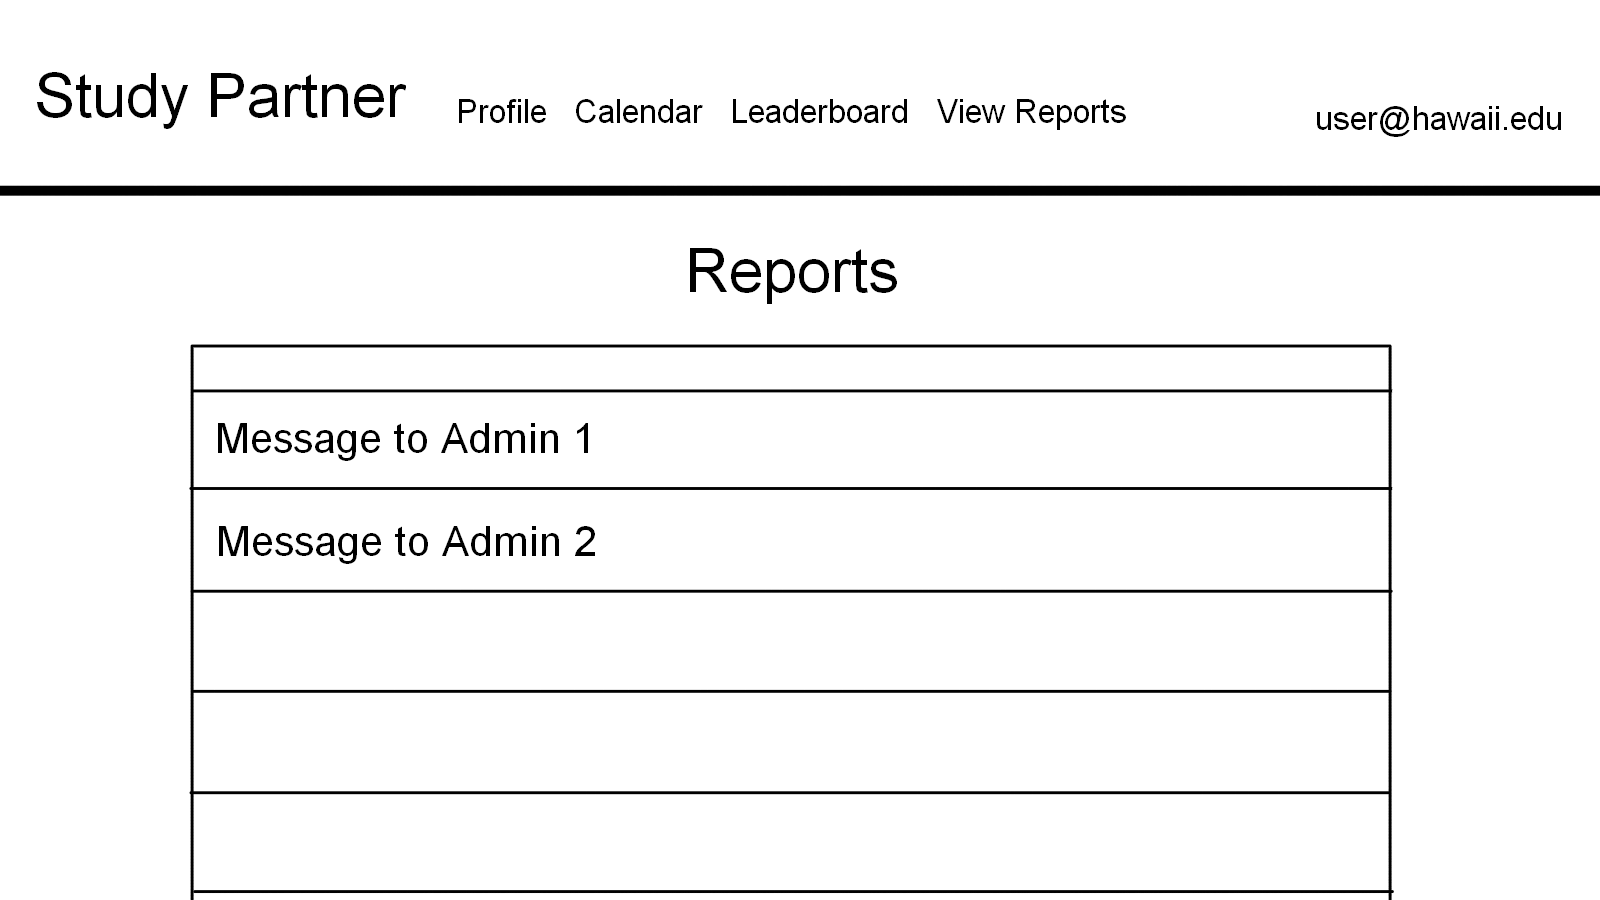 Study Partner Profile Calendar Leaderboard View Reports user@hawaii.edu
Reports
Message to Admin 1
Message to Admin 2